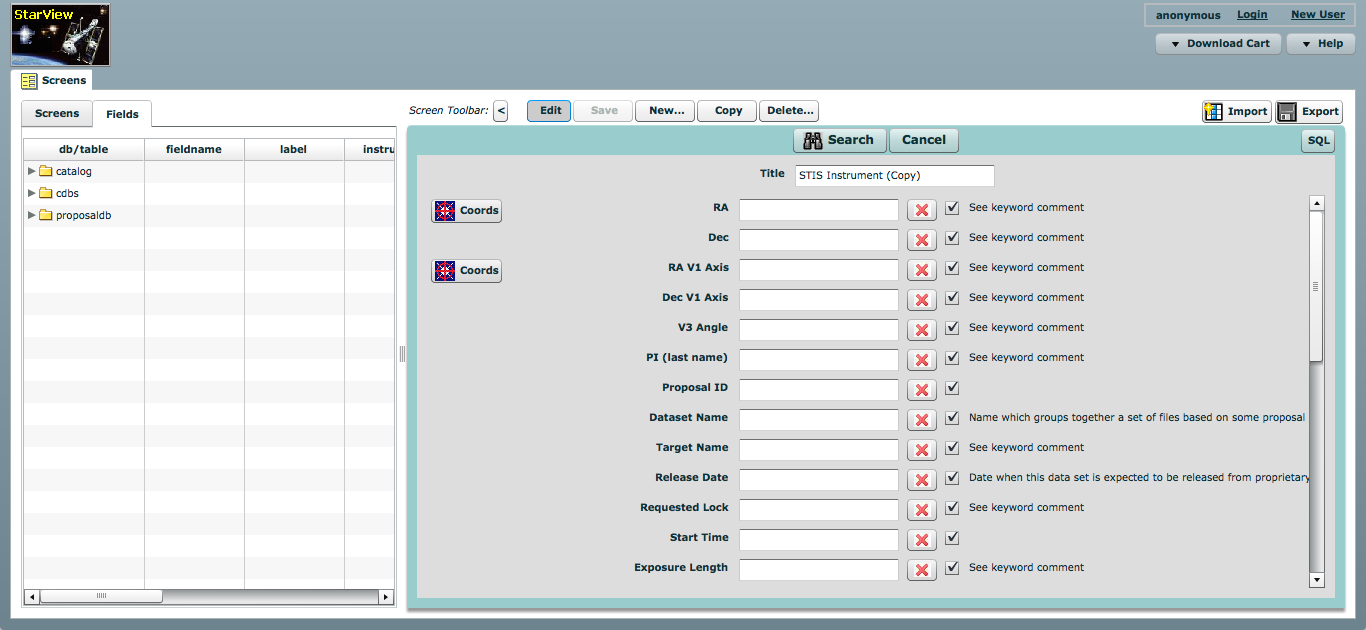 StarView
anonymous Login New User
Download Cart Help
Screens
Screens Fields
Screen Toolbar: < Edit Save New... Copy Delete... Import Export
Search Cancel SQL
db/table fieldname label instru
catalog
cdbs
proposaldb
Title STIS Instrument (Copy)
Coords RA See keyword comment
Dec See keyword comment
Coords RA V1 Axis See keyword comment
Dec V1 Axis See keyword comment
V3 Angle See keyword comment
PI (last name) See keyword comment
Proposal ID
Dataset Name Name which groups together a set of files based on some proposal
Target Name See keyword comment
Release Date Date when this data set is expected to be released from proprietary
Requested Lock See keyword comment
Start Time
Exposure Length See keyword comment